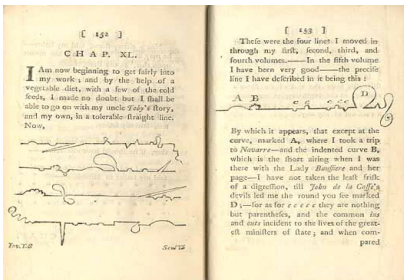 [ 152 ]
CHAP. XL.
I Am now beginning to get fairly into
my work; and by the help of a
vegetable diet, with a few of the cold
seeds, I make no doubt but I shall be
able to go on with my uncle Toby's story,
and my own, in a tolerable straight line.
Now,
Inv. T.S
Scul T.S
[ 153 ]
These were the four lines I moved in
through my first, second, third, and
fourth volumes.——In the fifth volume
I have been very good——the precise
line I have described in it being this:
A B D
By which it appears, that except at the
curve, marked A, where I took a trip
to Navarre—and the indented curve B,
which is the short airing when I was
there with the Lady Baussiere and her
page—I have not taken the least frisk
of a digression, till John de la Casse's
devils led me the round you see marked
D;—for as for c c c c c they are nothing
but parentheses, and the common ins
and outs incident to the lives of the great-
est ministers of state; and when com-
pared